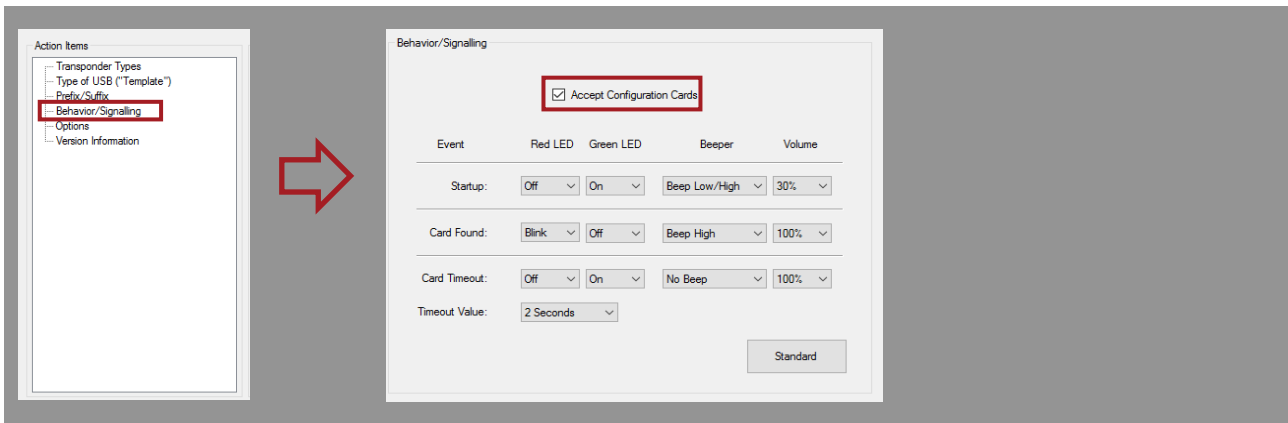 Action Items
Transponder Types
Type of USB ("Template")
Prefix/Suffix
Behavior/Signalling
Options
Version Information
Behavior/Signalling
Accept Configuration Cards
Event Red LED Green LED Beeper Volume
Startup: Off On Beep Low/High 30%
Card Found: Blink Off Beep High 100%
Card Timeout: Off On No Beep 100%
Timeout Value: 2 Seconds
Standard